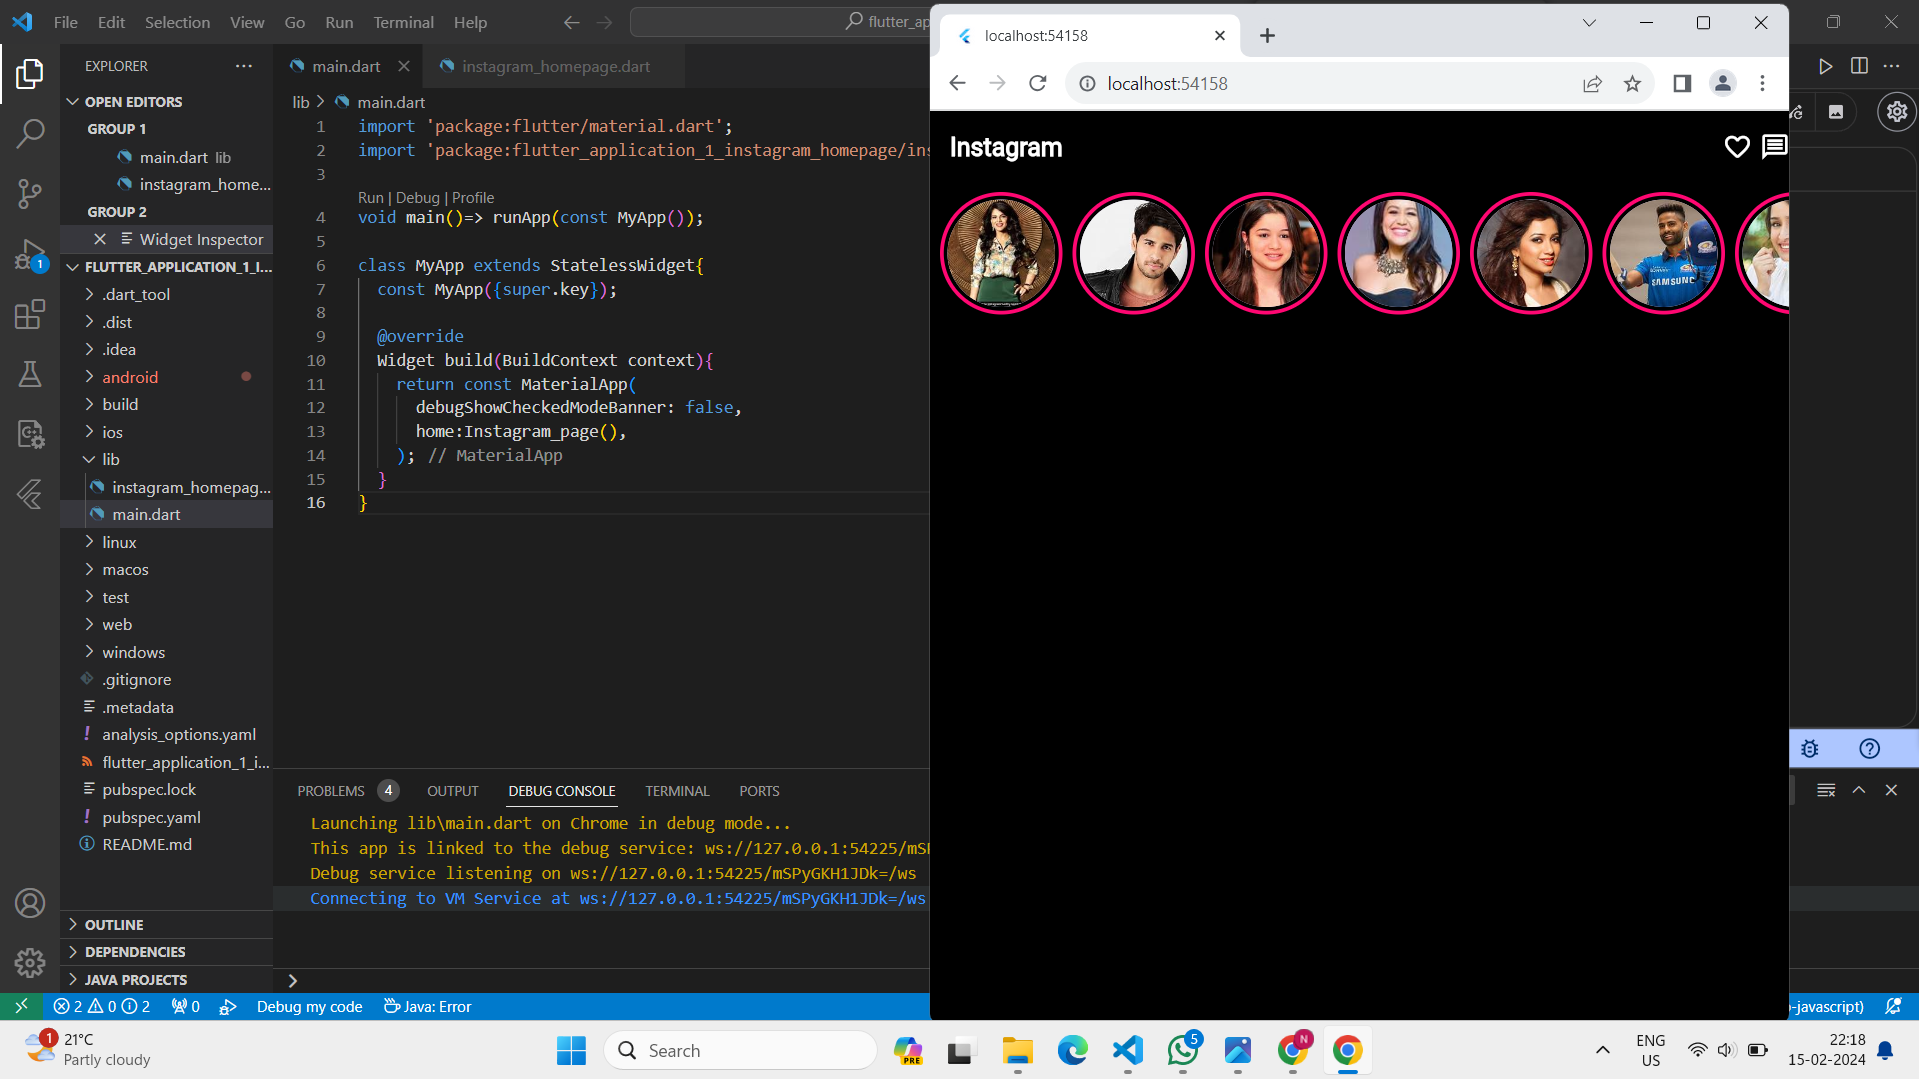 File Edit Selection View Go Run Terminal Help
flutter_ap
EXPLORER
OPEN EDITORS
GROUP 1
main.dart lib
instagram_home...
GROUP 2
Widget Inspector
FLUTTER_APPLICATION_1_I...
.dart_tool
.dist
.idea
android
build
ios
lib
instagram_homepag...
main.dart
linux
macos
test
web
windows
.gitignore
.metadata
analysis_options.yaml
flutter_application_1_i...
pubspec.lock
pubspec.yaml
README.md
OUTLINE
DEPENDENCIES
JAVA PROJECTS
1
main.dart
instagram_homepage.dart
lib > main.dart
1 import 'package:flutter/material.dart';
2 import 'package:flutter_application_1_instagram_homepage/ins
3
Run | Debug | Profile
4 void main()=> runApp(const MyApp());
5
6 class MyApp extends StatelessWidget{
7 const MyApp({super.key});
8
9 @override
10 Widget build(BuildContext context){
11 return const MaterialApp(
12 debugShowCheckedModeBanner: false,
13 home:Instagram_page(),
14 ); // MaterialApp
15 }
16 }
PROBLEMS 4 OUTPUT DEBUG CONSOLE TERMINAL PORTS
Launching lib\main.dart on Chrome in debug mode...
This app is linked to the debug service: ws://127.0.0.1:54225/mSP
Debug service listening on ws://127.0.0.1:54225/mSPyGKH1JDk=/ws
Connecting to VM Service at ws://127.0.0.1:54225/mSPyGKH1JDk=/ws
localhost:54158
localhost:54158
Instagram
SAMSUNG
2 0 2 0 Debug my code Java: Error
-javascript)
1
21°C
Partly cloudy
Search
PRE
5
N
ENG
US
22:18
15-02-2024